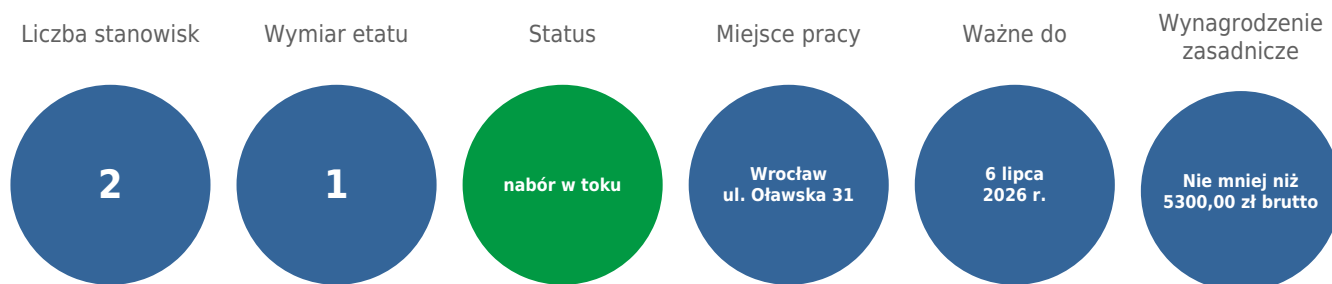 Liczba stanowisk
2
Wymiar etatu
1
Status
nabór w toku
Miejsce pracy
Wrocław
ul. Oławska 31
Ważne do
6 lipca
2026 r.
Wynagrodzenie
zasadnicze
Nie mniej niż
5300,00 zł brutto